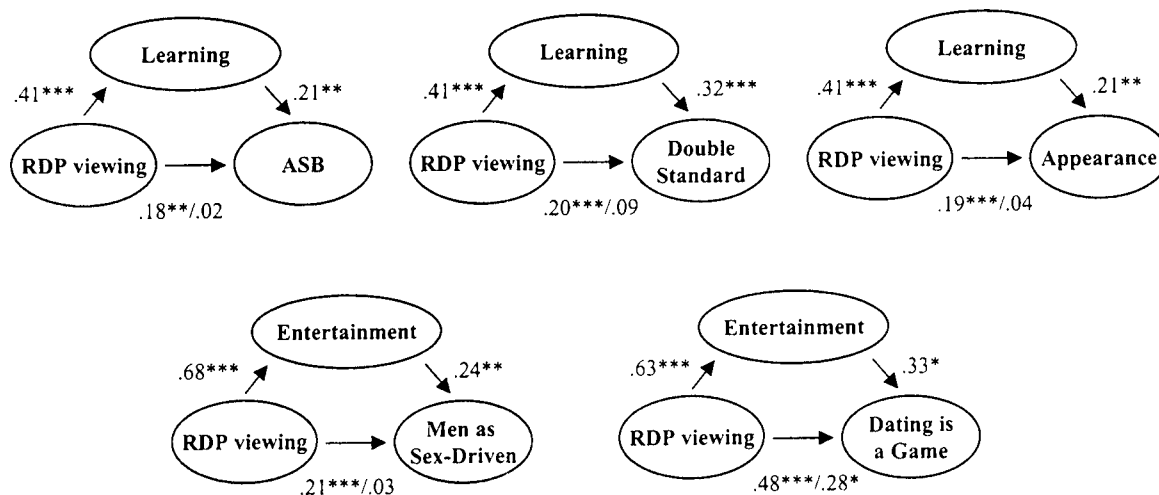 Learning
.41***
.21**
RDP viewing
ASB
.18**/.02
Learning
.41***
.32***
RDP viewing
Double
Standard
.20***/.09
Learning
.41***
.21**
RDP viewing
Appearance
.19***/.04
Entertainment
.68***
.24**
RDP viewing
Men as
Sex-Driven
.21***/.03
Entertainment
.63***
.33*
RDP viewing
Dating is
a Game
.48***/.28*